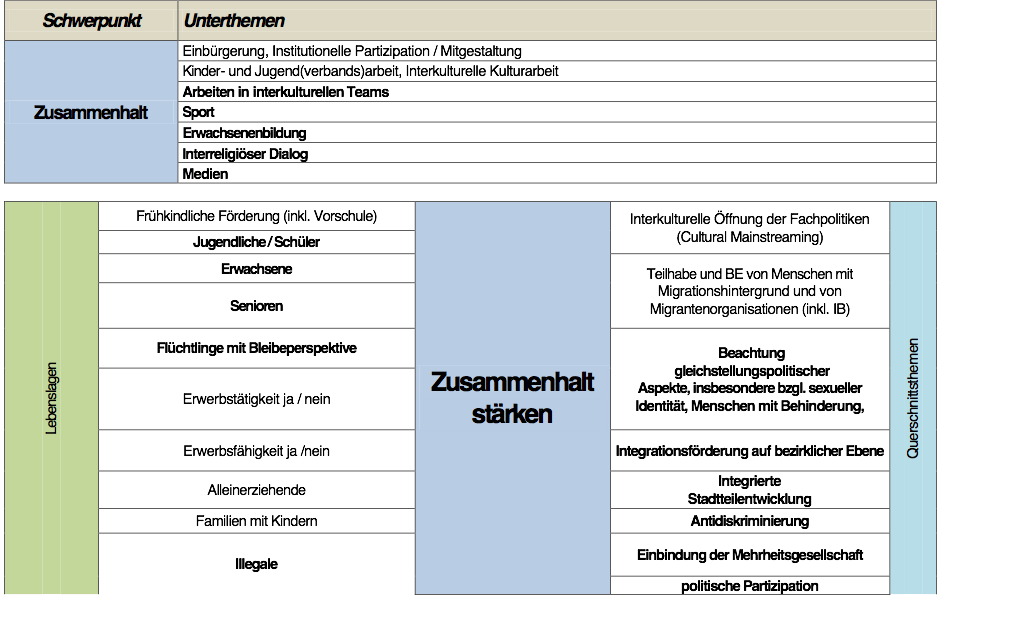 Schwerpunkt Unterthemen
Zusammenhalt
Einbürgerung, Institutionelle Partizipation / Mitgestaltung
Kinder- und Jugend(verbands)arbeit, Interkulturelle Kulturarbeit
Arbeiten in interkulturellen Teams
Sport
Erwachsenenbildung
Interreligiöser Dialog
Medien
Lebenslagen
Frühkindliche Förderung (inkl. Vorschule)
Jugendliche / Schüler
Erwachsene
Senioren
Flüchtlinge mit Bleibeperspektive
Erwerbstätigkeit ja / nein
Erwerbsfähigkeit ja /nein
Alleinerziehende
Familien mit Kindern
Illegale
Zusammenhalt
stärken
Interkulturelle Öffnung der Fachpolitiken
(Cultural Mainstreaming)
Teilhabe und BE von Menschen mit
Migrationshintergrund und von
Migrantenorganisationen (inkl. IB)
Beachtung
gleichstellungspolitischer
Aspekte, insbesondere bzgl. sexueller
Identität, Menschen mit Behinderung,
Integrationsförderung auf bezirklicher Ebene
Integrierte
Stadtteilentwicklung
Antidiskriminierung
Einbindung der Mehrheitsgesellschaft
politische Partizipation
Querschnittsthemen